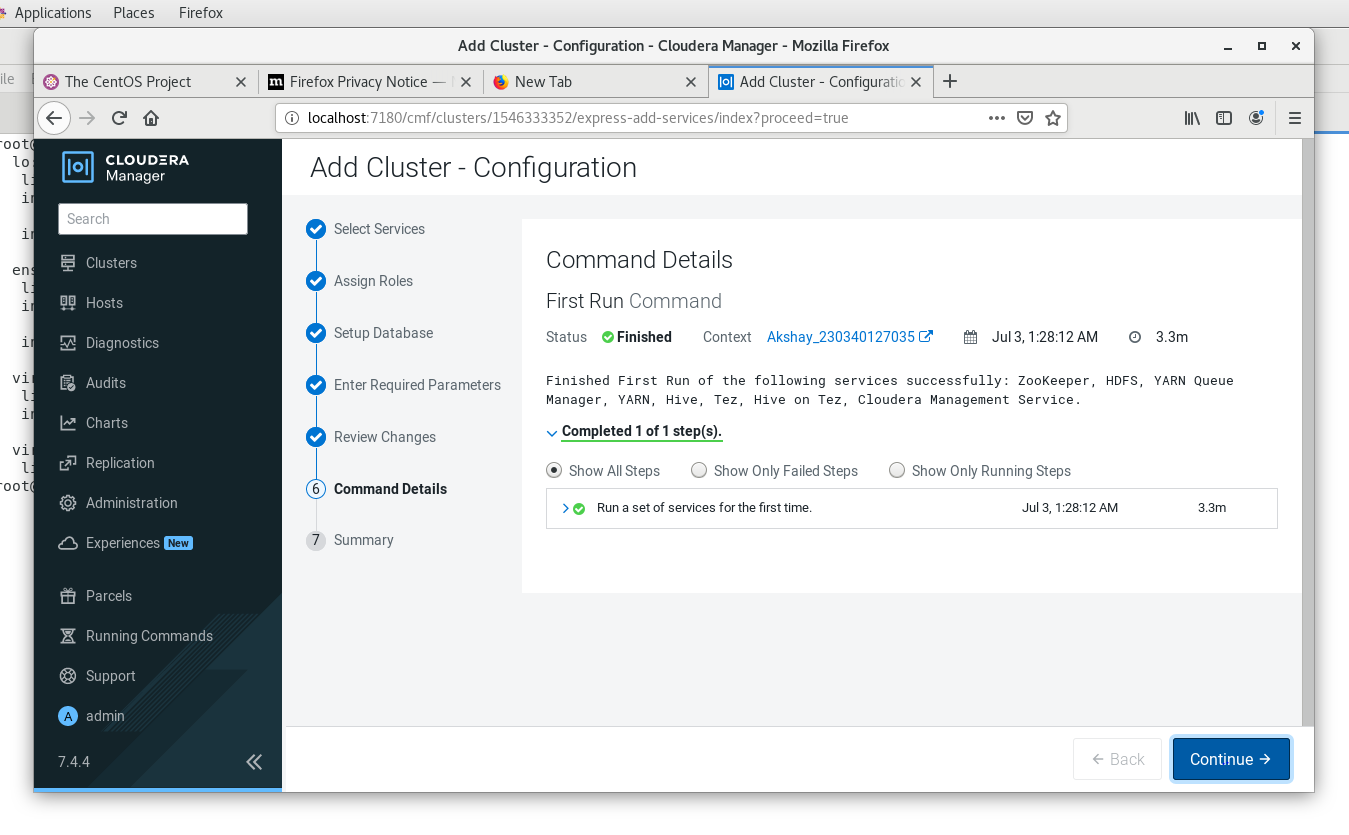 Applications Places Firefox
Add Cluster - Configuration - Cloudera Manager - Mozilla Firefox
The CentOS Project
Firefox Privacy Notice —
New Tab
Add Cluster - Configuratio
localhost:7180/cmf/clusters/1546333352/express-add-services/index?proceed=true
CLOUDERA
Manager
Search
Clusters
Hosts
Diagnostics
Audits
Charts
Replication
Administration
Experiences New
Parcels
Running Commands
Support
A admin
7.4.4
Add Cluster - Configuration
Select Services
Assign Roles
Setup Database
Enter Required Parameters
Review Changes
6 Command Details
7 Summary
Command Details
First Run Command
Status Finished Context Akshay_230340127035 Jul 3, 1:28:12 AM 3.3m
Finished First Run of the following services successfully: ZooKeeper, HDFS, YARN Queue
Manager, YARN, Hive, Tez, Hive on Tez, Cloudera Management Service.
Completed 1 of 1 step(s).
Show All Steps Show Only Failed Steps Show Only Running Steps
Run a set of services for the first time. Jul 3, 1:28:12 AM 3.3m
Back Continue